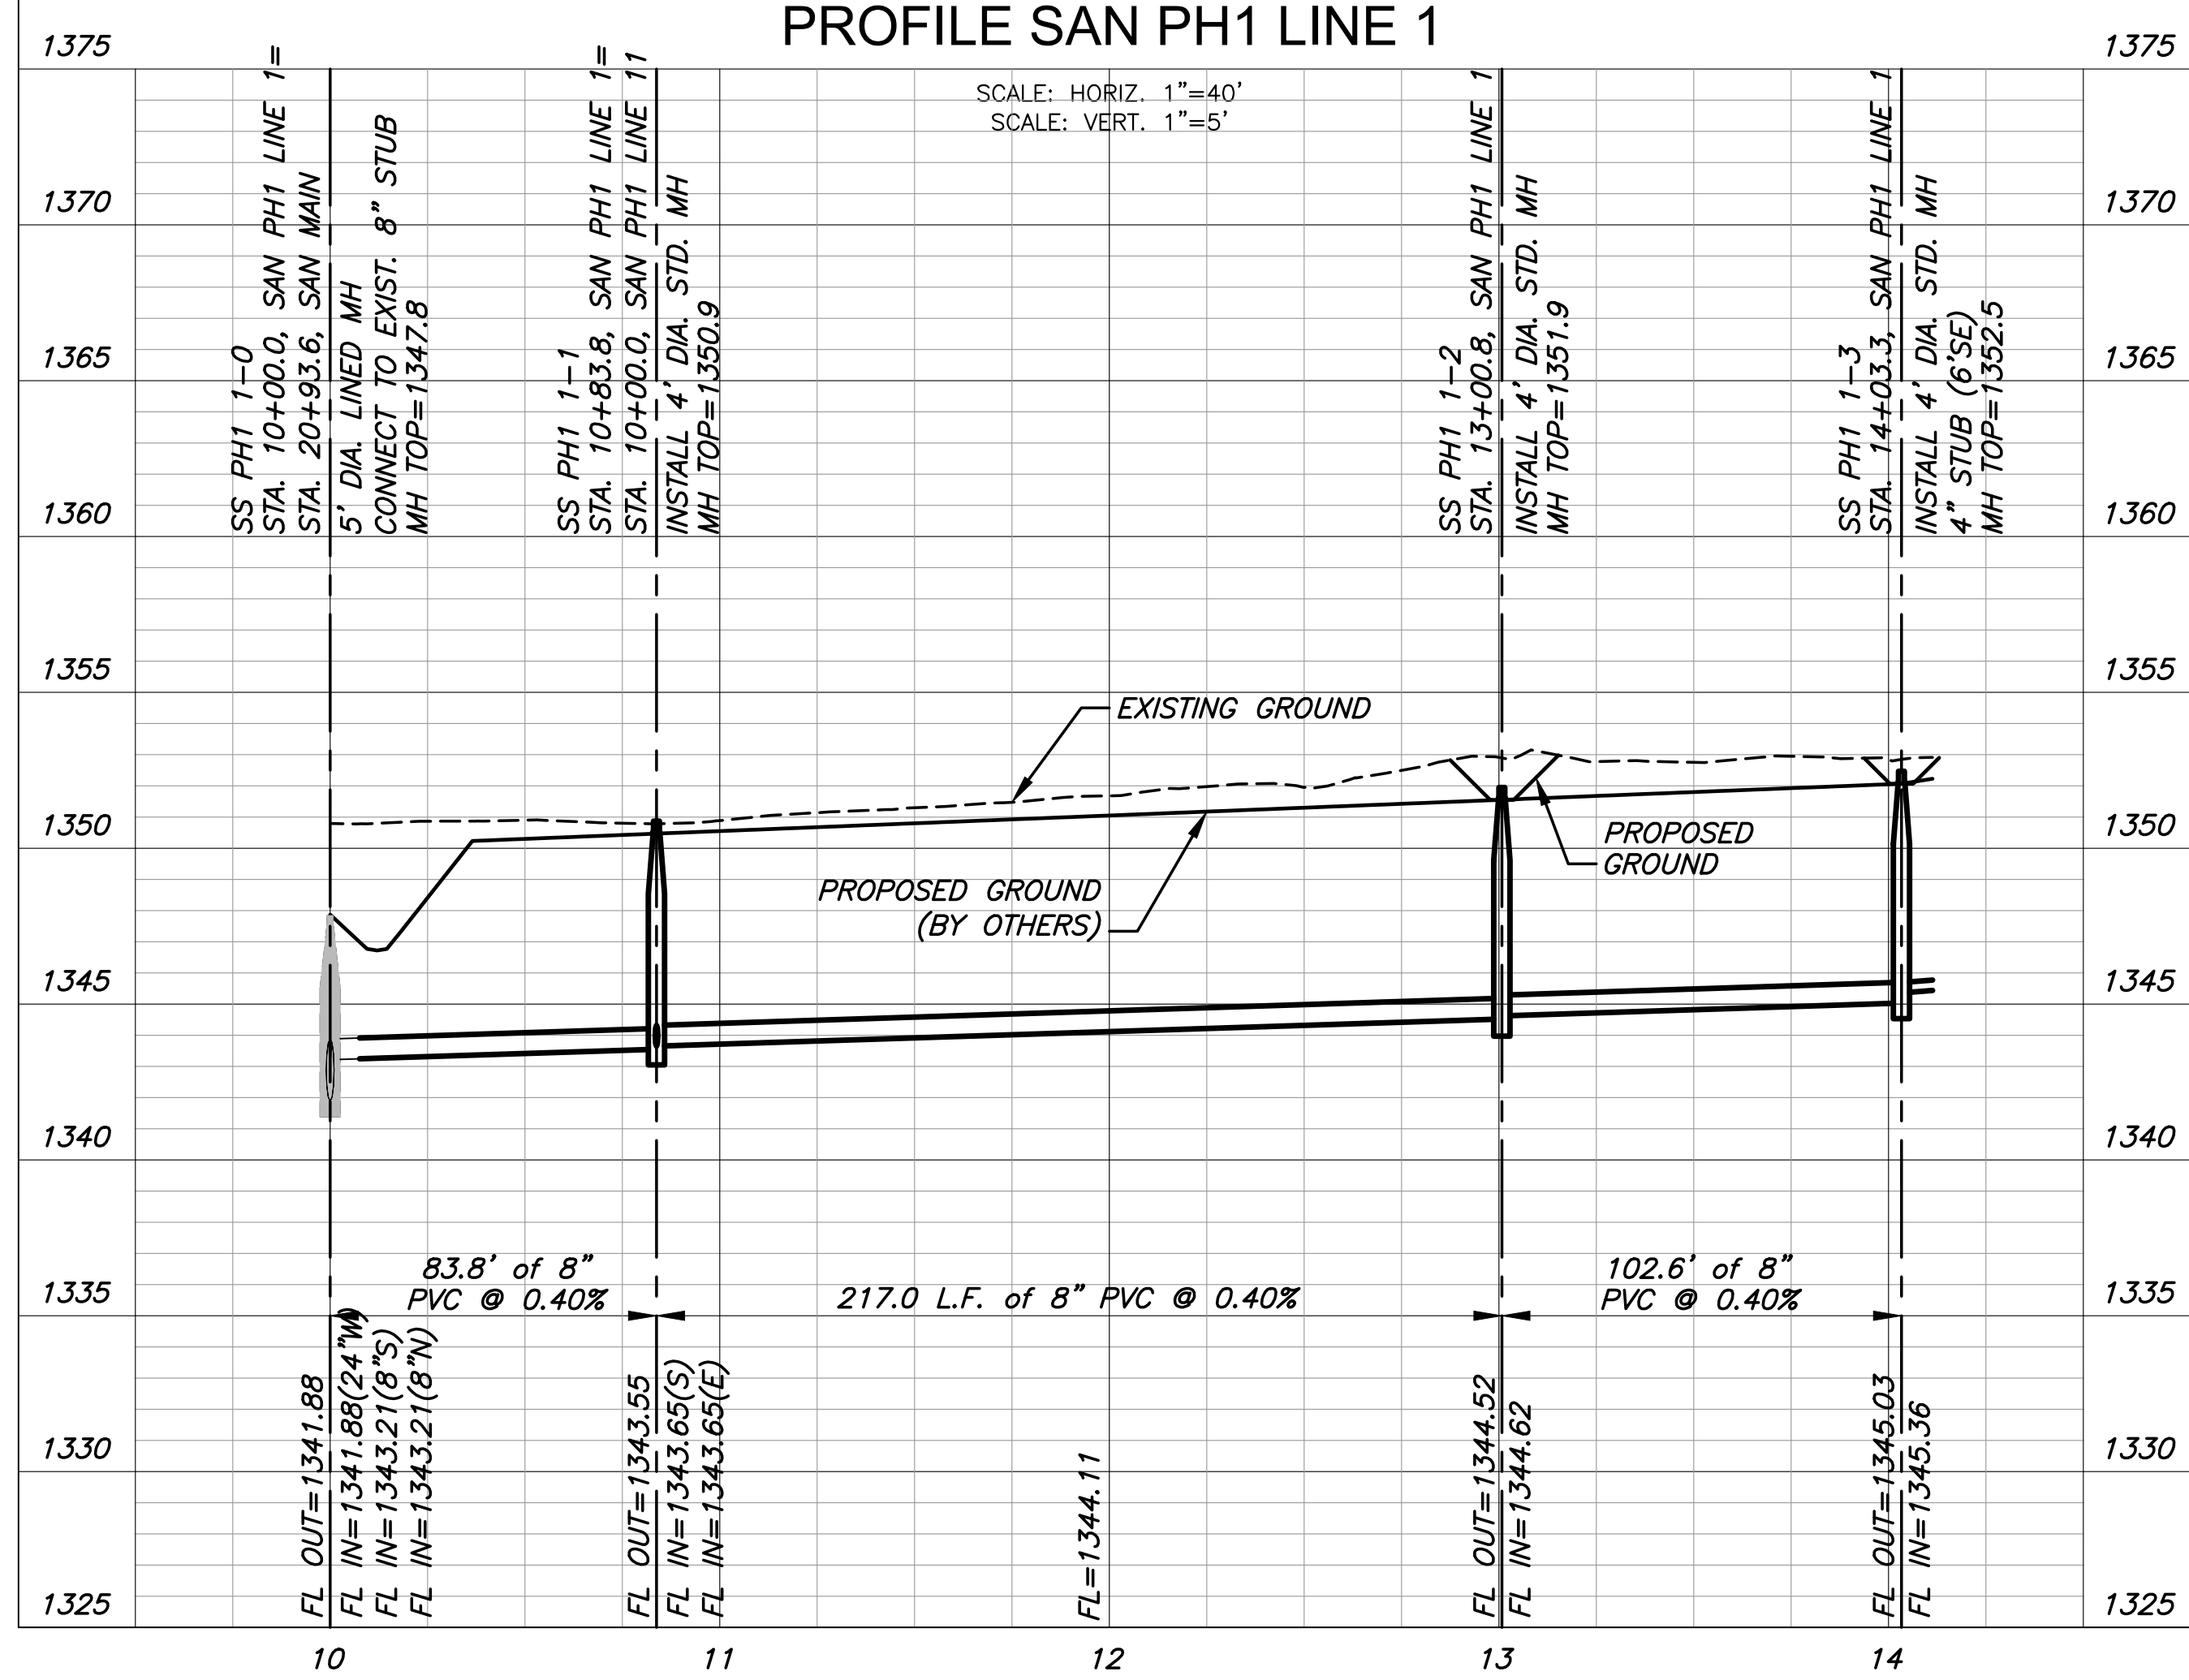 PROFILE SAN PH1 LINE 1
SCALE: HORIZ. 1"=40'
SCALE: VERT. 1"=5'
1375
1370
1365
1360
1355
1350
1345
1340
1335
1330
1325
SS PH1 1-0
STA. 10+00.0, SAN PH1 LINE 1=
STA. 20+93.6, SAN MAIN
5' DIA. LINED MH
CONNECT TO EXIST. 8" STUB
MH TOP=1347.8
SS PH1 1-1
STA. 10+83.8, SAN PH1 LINE 1=
STA. 10+00.0, SAN PH1 LINE 11
INSTALL 4' DIA. STD. MH
MH TOP=1350.9
SS PH1 1-2
STA. 13+00.8, SAN PH1 LINE 1
INSTALL 4' DIA. STD. MH
MH TOP=1351.9
SS PH1 1-3
STA. 14+03.3, SAN PH1 LINE 1
INSTALL 4' DIA. STD. MH
4" STUB (6'SE)
MH TOP=1352.5
1375
1370
1365
1360
1355
1350
1345
1340
1335
1330
1325
EXISTING GROUND
PROPOSED GROUND
(BY OTHERS)
PROPOSED
GROUND
83.8' of 8"
PVC @ 0.40%
217.0 L.F. of 8" PVC @ 0.40%
102.6' of 8"
PVC @ 0.40%
FL OUT=1341.88
FL IN=1341.88(24"W)
FL IN=1343.21(8"S)
FL IN=1343.21(8"N)
FL OUT=1343.55
FL IN=1343.65(S)
FL IN=1343.65(E)
FL=1344.11
FL OUT=1344.52
FL IN=1344.62
FL OUT=1345.03
FL IN=1345.36
10
11
12
13
14